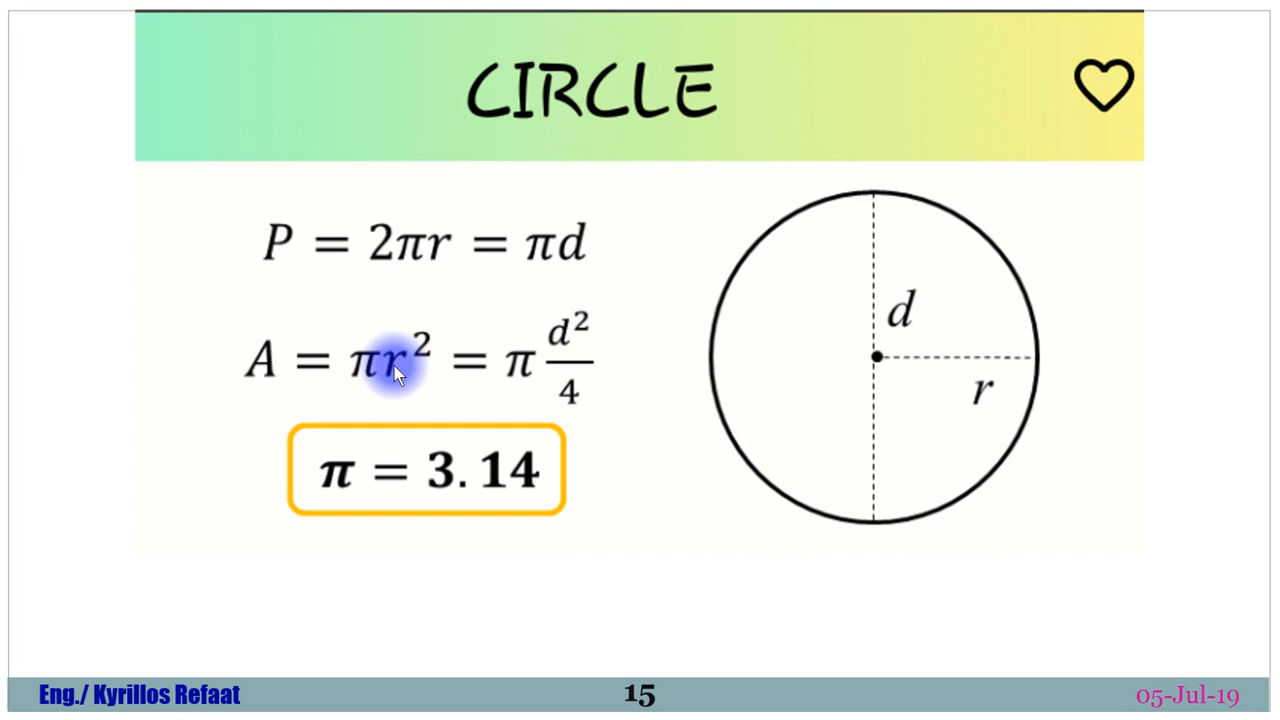 CIRCLE
P = 2πr = πd
A = πr² = π d²/4
π = 3.14
d
r
Eng./ Kyrillos Refaat
15
05-Jul-19